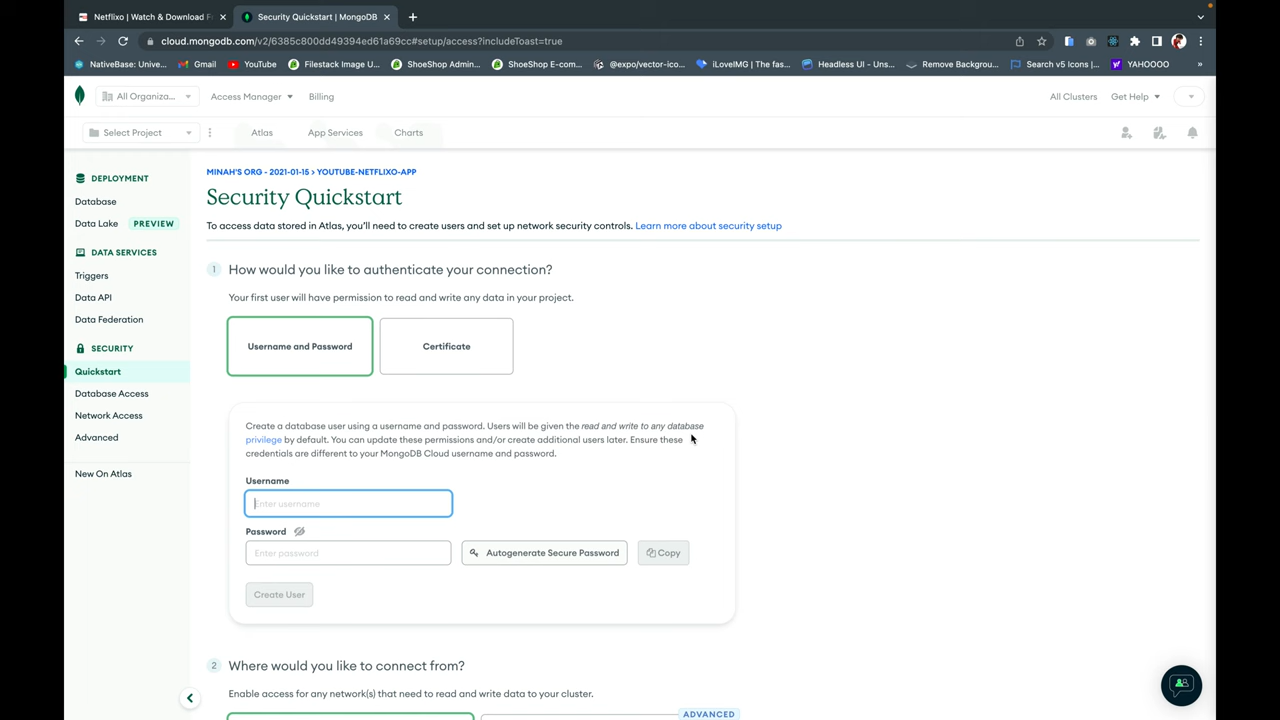 Netflixo | Watch & Download F
Security Quickstart | MongoDB
cloud.mongodb.com/v2/6385c800dd49394ed61a69cc#setup/access?includeToast=true
NativeBase: Unive...
Gmail
YouTube
Filestack Image U...
ShoeShop Admin...
ShoeShop E-com...
@expo/vector-ico...
iLoveIMG | The fas...
Headless UI - Uns...
Remove Backgrou...
Search v5 Icons | ...
YAHOOOO
»
All Organiza...
Access Manager
Billing
All Clusters
Get Help
Select Project
Atlas
App Services
Charts
DEPLOYMENT
Database
Data Lake PREVIEW
DATA SERVICES
Triggers
Data API
Data Federation
SECURITY
Quickstart
Database Access
Network Access
Advanced
New On Atlas
MINAH'S ORG - 2021-01-15 > YOUTUBE-NETFLIXO-APP
Security Quickstart
To access data stored in Atlas, you'll need to create users and set up network security controls. Learn more about security setup
1 How would you like to authenticate your connection?
Your first user will have permission to read and write any data in your project.
Username and Password
Certificate
Create a database user using a username and password. Users will be given the read and write to any database
privilege by default. You can update these permissions and/or create additional users later. Ensure these
credentials are different to your MongoDB Cloud username and password.
Username
Enter username
Password
Enter password
Autogenerate Secure Password
Copy
Create User
2 Where would you like to connect from?
Enable access for any network(s) that need to read and write data to your cluster.
ADVANCED